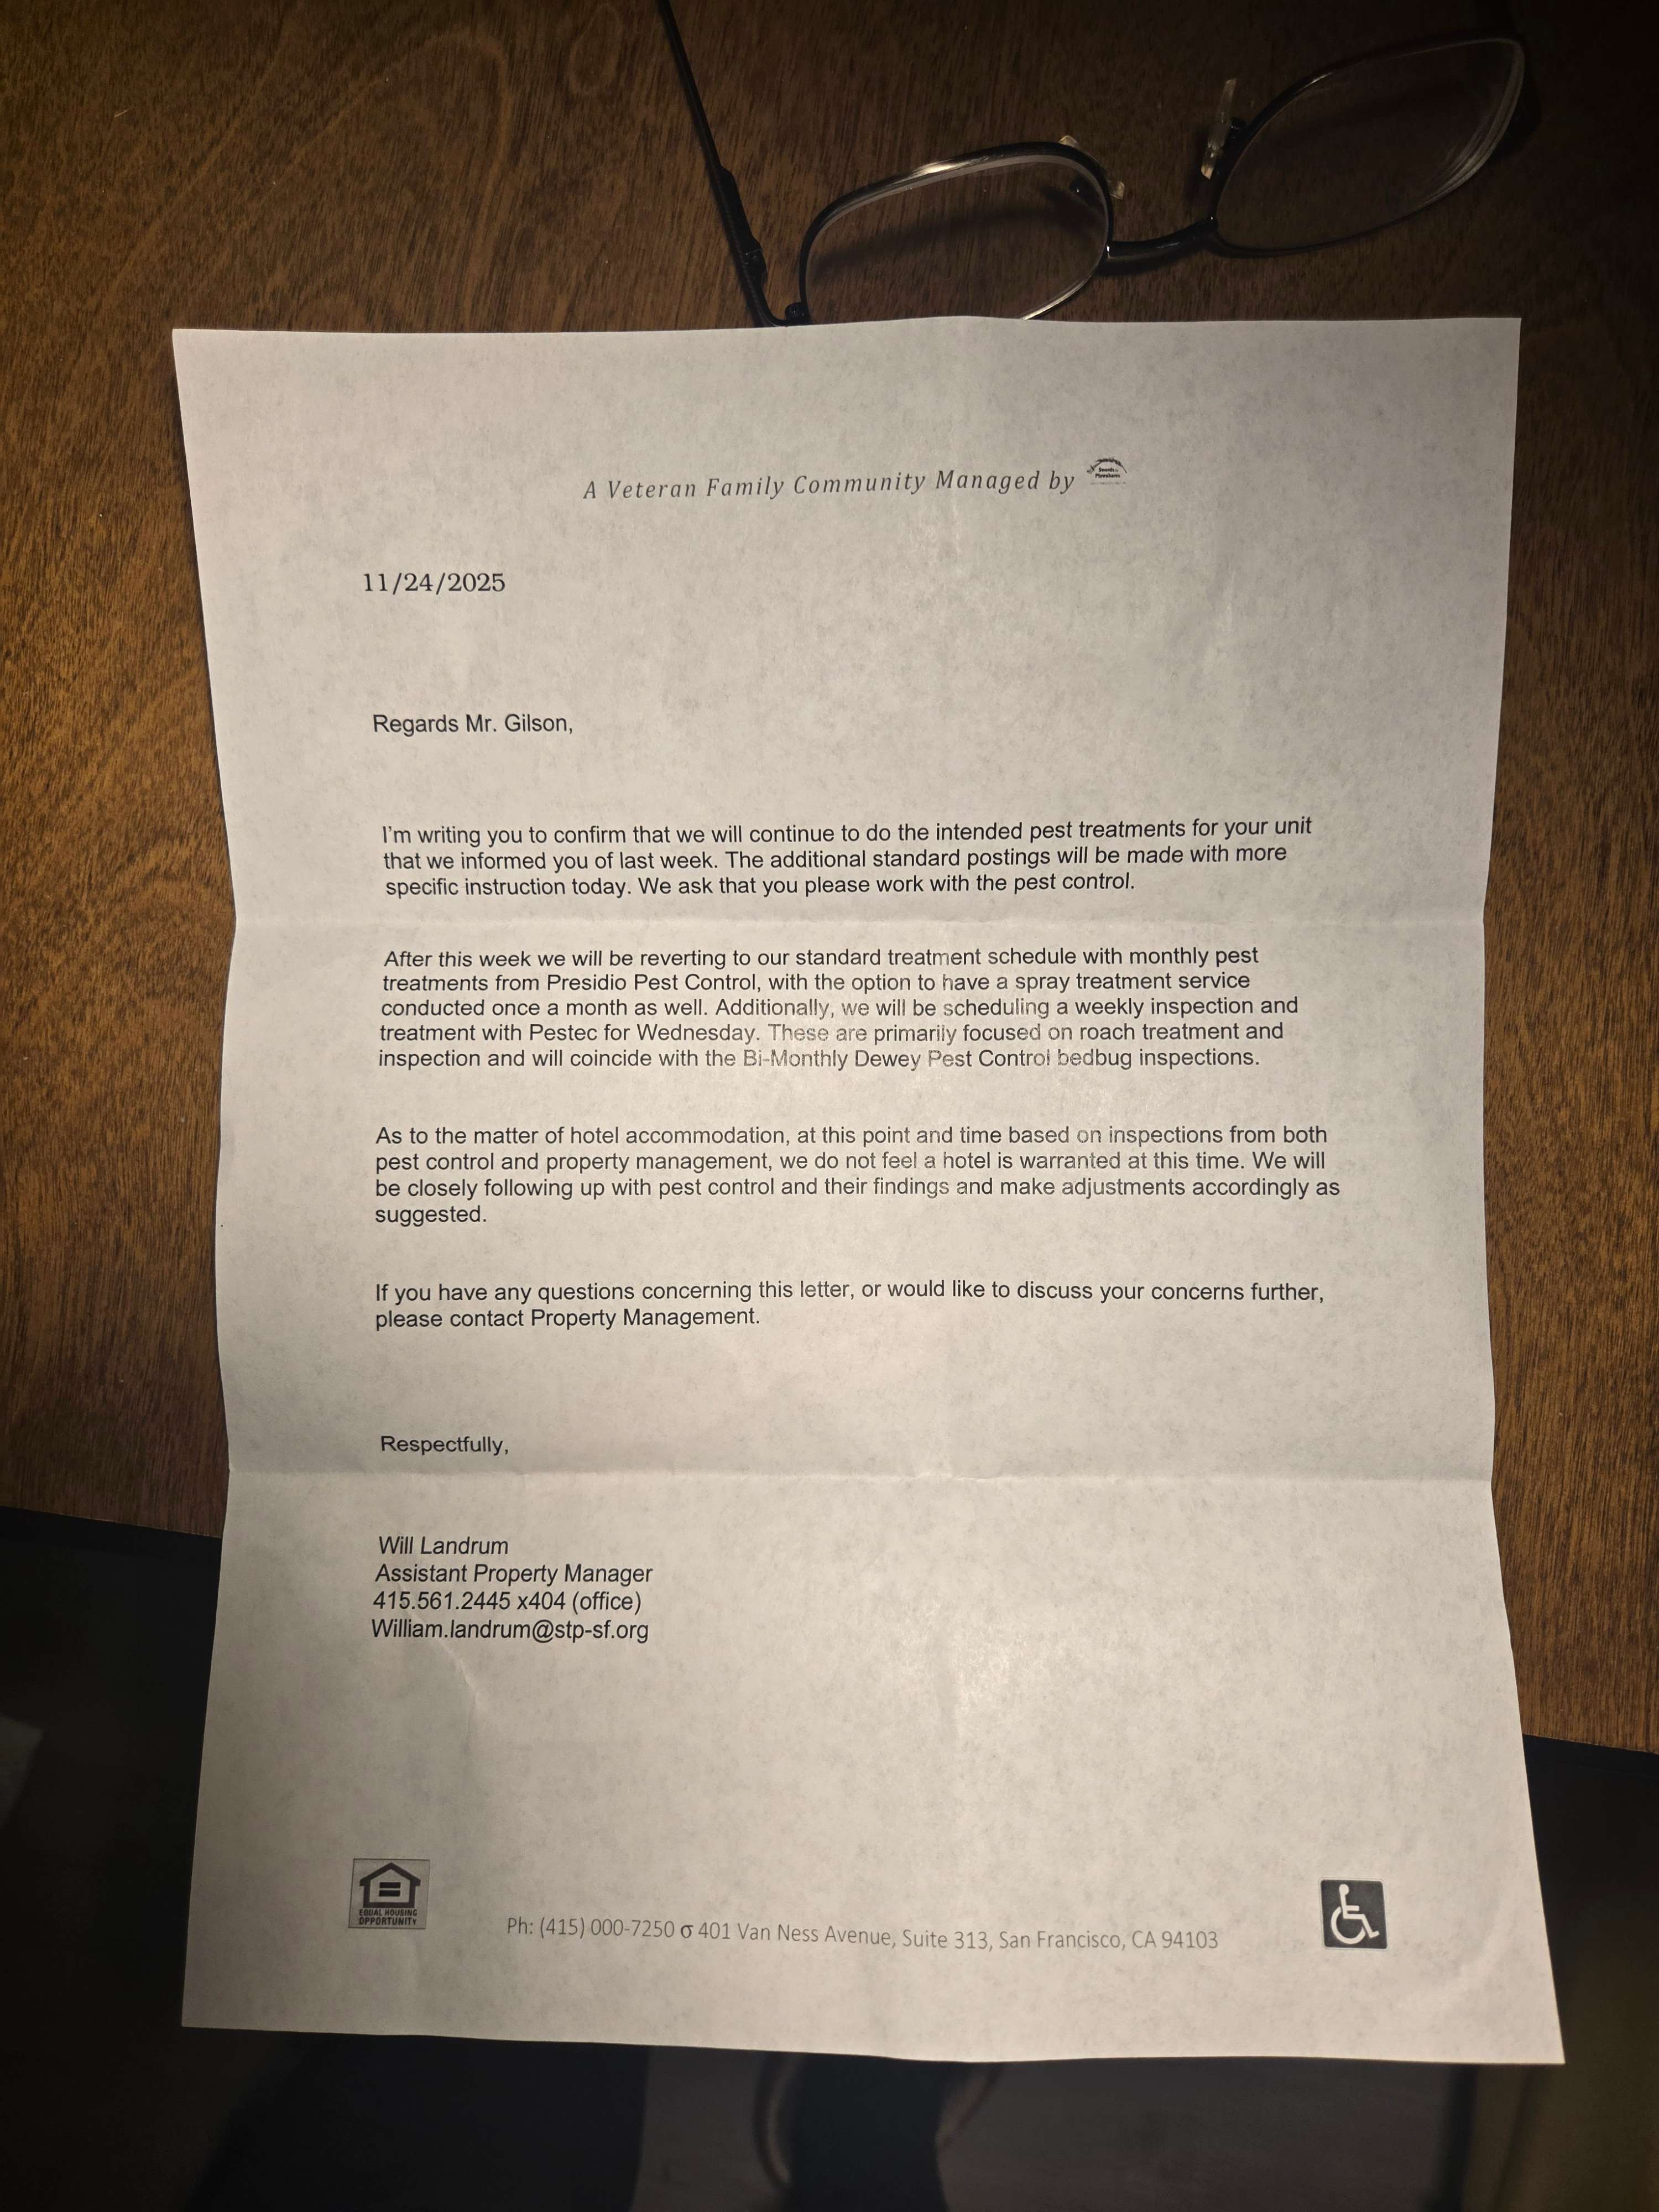 A Veteran Family Community Managed by
Swords to
Plowshares
11/24/2025
Regards Mr. Gilson,
I'm writing you to confirm that we will continue to do the intended pest treatments for your unit
that we informed you of last week. The additional standard postings will be made with more
specific instruction today. We ask that you please work with the pest control.
After this week we will be reverting to our standard treatment schedule with monthly pest
treatments from Presidio Pest Control, with the option to have a spray treatment service
conducted once a month as well. Additionally, we will be scheduling a weekly inspection and
treatment with Pestec for Wednesday. These are primarily focused on roach treatment and
inspection and will coincide with the Bi-Monthly Dewey Pest Control bedbug inspections.
As to the matter of hotel accommodation, at this point and time based on inspections from both
pest control and property management, we do not feel a hotel is warranted at this time. We will
be closely following up with pest control and their findings and make adjustments accordingly as
suggested.
If you have any questions concerning this letter, or would like to discuss your concerns further,
please contact Property Management.
Respectfully,
Will Landrum
Assistant Property Manager
415.561.2445 x404 (office)
William.landrum@stp-sf.org
EQUAL HOUSING
OPPORTUNITY
Ph: (415) 000-7250 σ 401 Van Ness Avenue, Suite 313, San Francisco, CA 94103